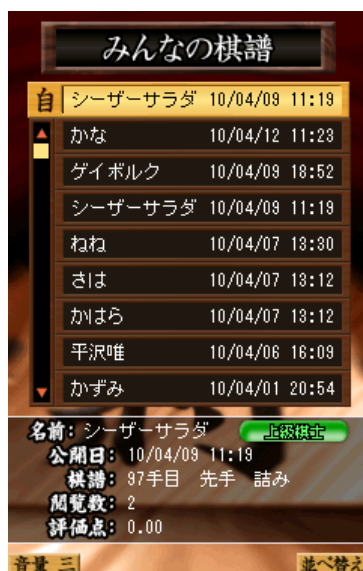 みんなの棋譜
自 シーザーサラダ 10/04/09 11:19
かな 10/04/12 11:23
ゲイボルク 10/04/09 18:52
シーザーサラダ 10/04/09 11:19
ねね 10/04/07 13:30
さは 10/04/07 13:12
かはら 10/04/07 13:12
平沢唯 10/04/06 16:09
かずみ 10/04/01 20:54
名前：シーザーサラダ 上級棋士
公開日：10/04/09 11:19
棋譜：97手目 先手 詰み
閲覧数：2
評価点：0.00
音量 三 並べ替え